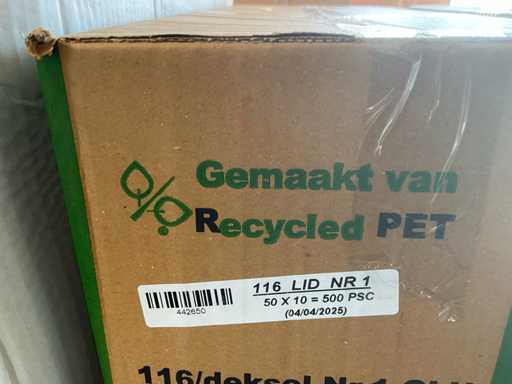 Gemaakt van
Recycled PET
116 LID NR 1
50 X 10 = 500 PSC
(04/04/2025)
442650
116/deksel Nr 1